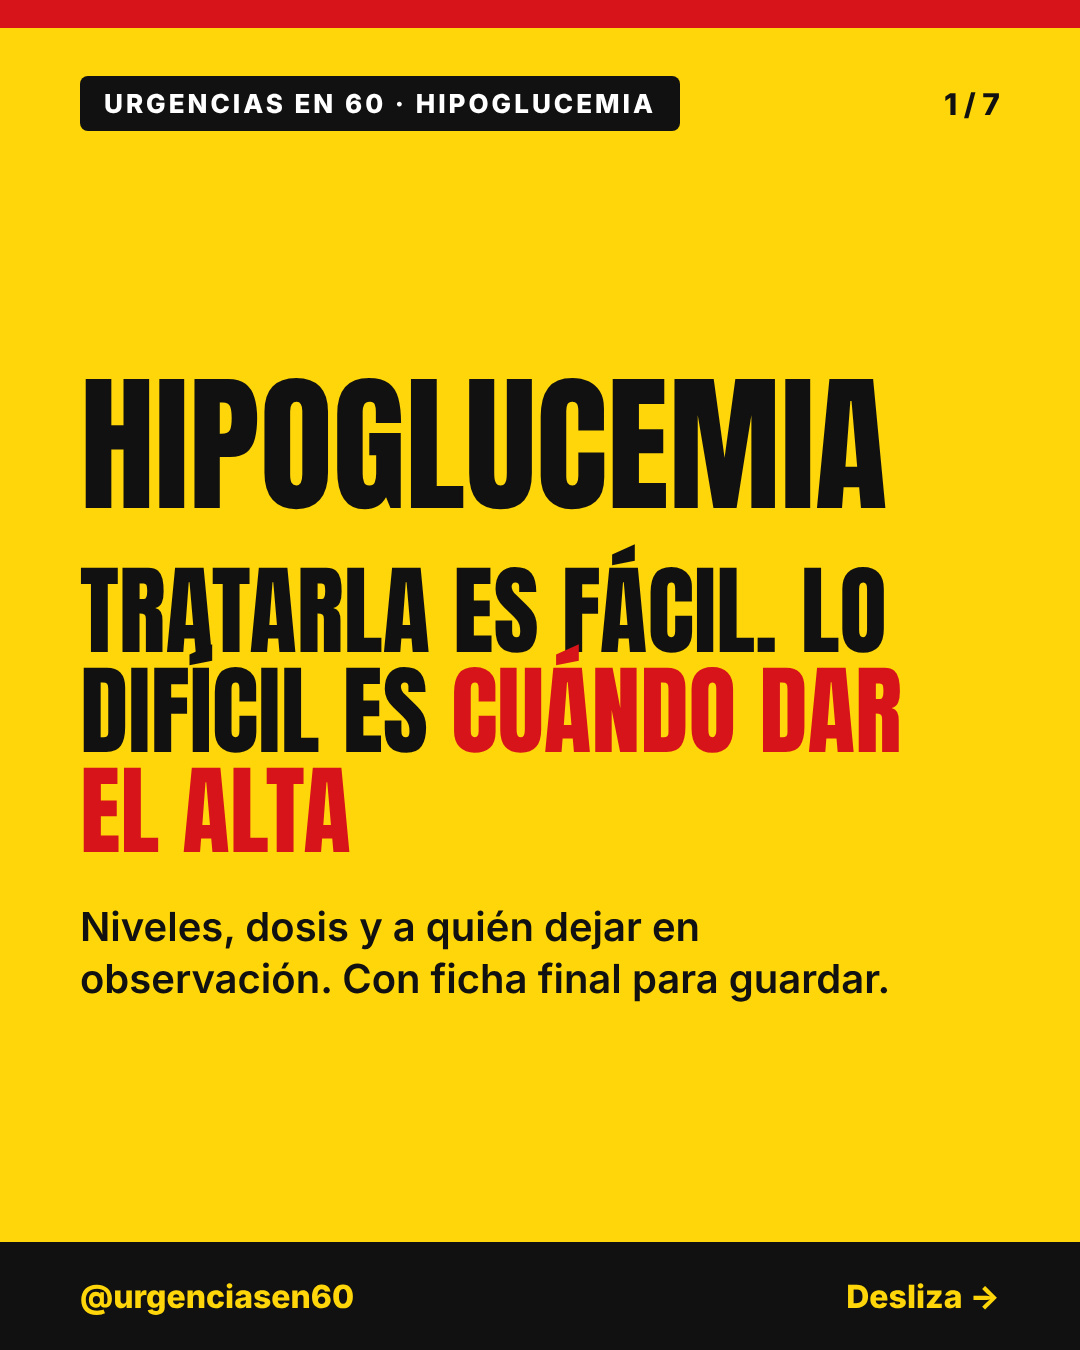 URGENCIAS EN 60 · HIPOGLUCEMIA
1 / 7
HIPOGLUCEMIA
TRATARLA ES FÁCIL. LO
DIFÍCIL ES CUÁNDO DAR
EL ALTA
Niveles, dosis y a quién dejar en
observación. Con ficha final para guardar.
@urgenciasen60
Desliza →